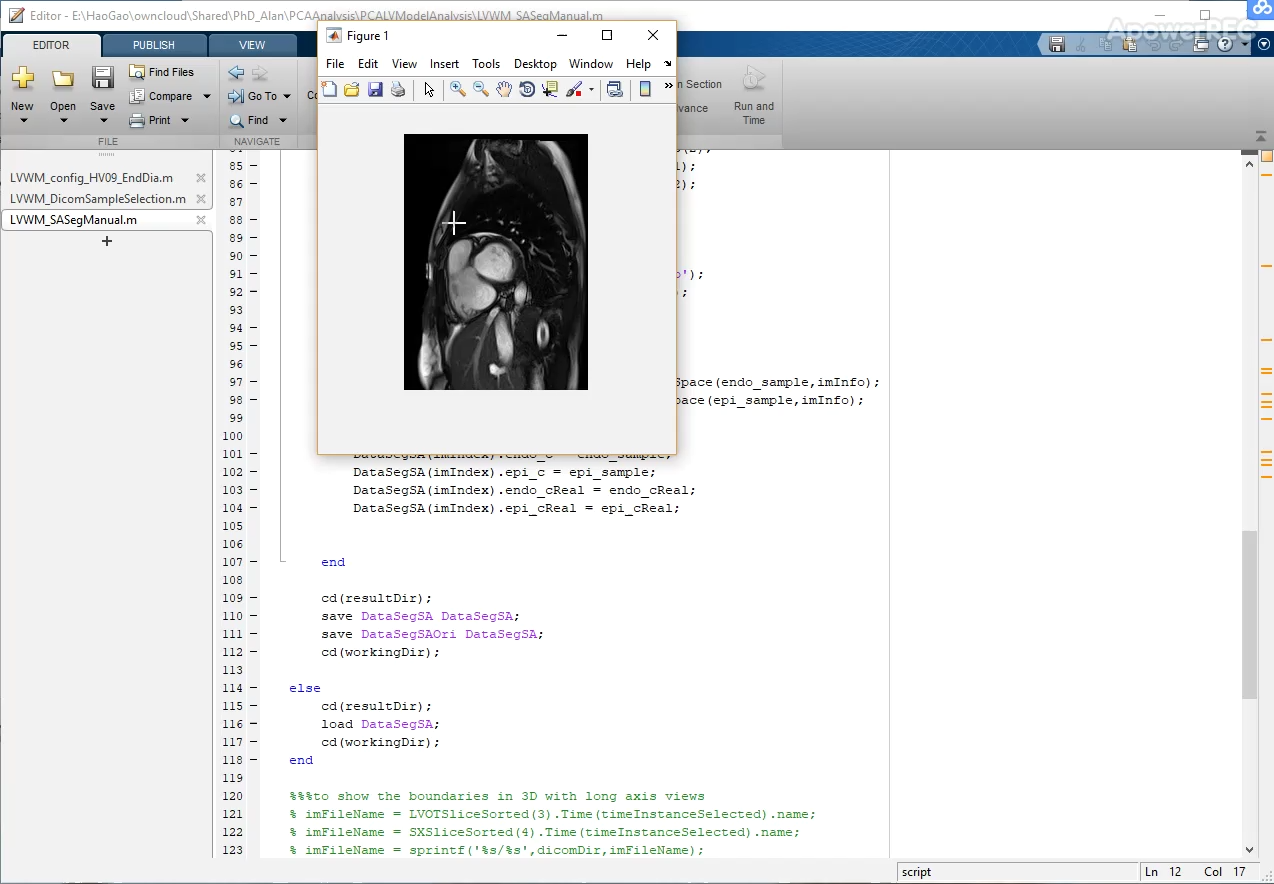 Editor - E:\HaoGao\owncloud\Shared\PhD_Alan\PCAAnalysis\PCALVModelAnalysis\LVWM_SASegManual.m
ApowerREC
EDITOR PUBLISH VIEW
New Open Save Find Files Compare Print Go To Find
FILE NAVIGATE
Section
vance
Run and Time
Figure 1
File Edit View Insert Tools Desktop Window Help
LVWM_config_HV09_EndDia.m
LVWM_DicomSampleSelection.m
LVWM_SASegManual.m
85 );
86 2);
87
88
89
90
91 ');
92 );
93
94
95
96
97 Space(endo_sample,imInfo);
98 pace(epi_sample,imInfo);
99
100
101 DataSegSA(imIndex).endo_c = endo_sample;
102 DataSegSA(imIndex).epi_c = epi_sample;
103 DataSegSA(imIndex).endo_cReal = endo_cReal;
104 DataSegSA(imIndex).epi_cReal = epi_cReal;
105
106
107 end
108
109 cd(resultDir);
110 save DataSegSA DataSegSA;
111 save DataSegSAOri DataSegSA;
112 cd(workingDir);
113
114 else
115 cd(resultDir);
116 load DataSegSA;
117 cd(workingDir);
118 end
119
120 %%%to show the boundaries in 3D with long axis views
121 % imFileName = LVOTSliceSorted(3).Time(timeInstanceSelected).name;
122 % imFileName = SXSliceSorted(4).Time(timeInstanceSelected).name;
123 % imFileName = sprintf('%s/%s',dicomDir,imFileName);
script Ln 12 Col 17